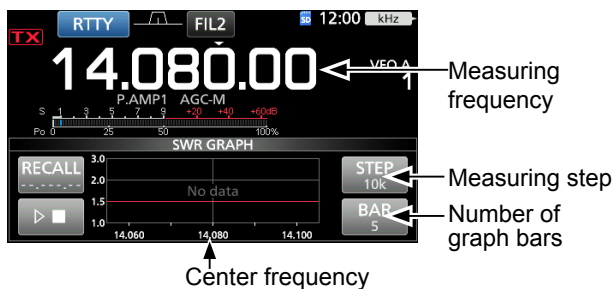 RTTY FIL2 SD 12:00 kHz
TX
14.080.00 VFO A
1
P.AMP1 AGC-M
S 1 3 5 7 9 +20 +40 +60dB
Po 0 25 50 100%
SWR GRAPH
RECALL
--.---.--
3.0
2.0
1.5
1.0
No data
14.060 14.080 14.100
STEP
10k
BAR
5
Measuring
frequency
Measuring step
Number of
graph bars
Center frequency